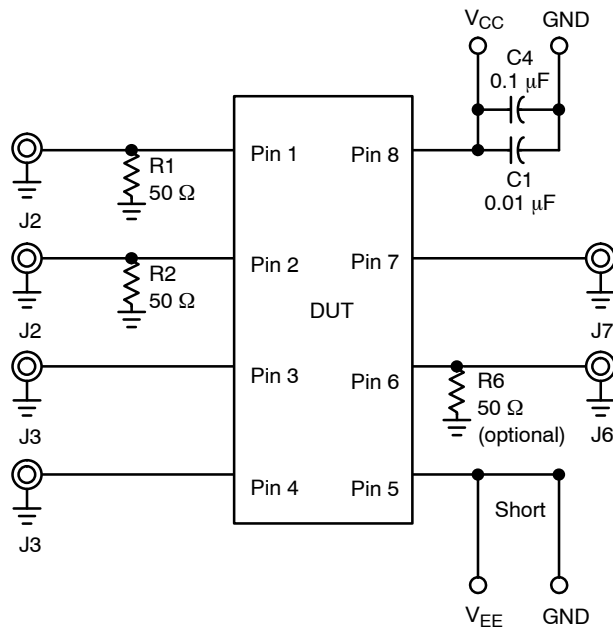 V_CC GND
C4
0.1 μF
C1
0.01 μF
Pin 1
Pin 8
R1
50 Ω
J2
Pin 2
Pin 7
R2
50 Ω
J2
DUT
J7
Pin 3
Pin 6
R6
50 Ω
(optional)
J3
J6
Pin 4
Pin 5
Short
J3
V_EE GND